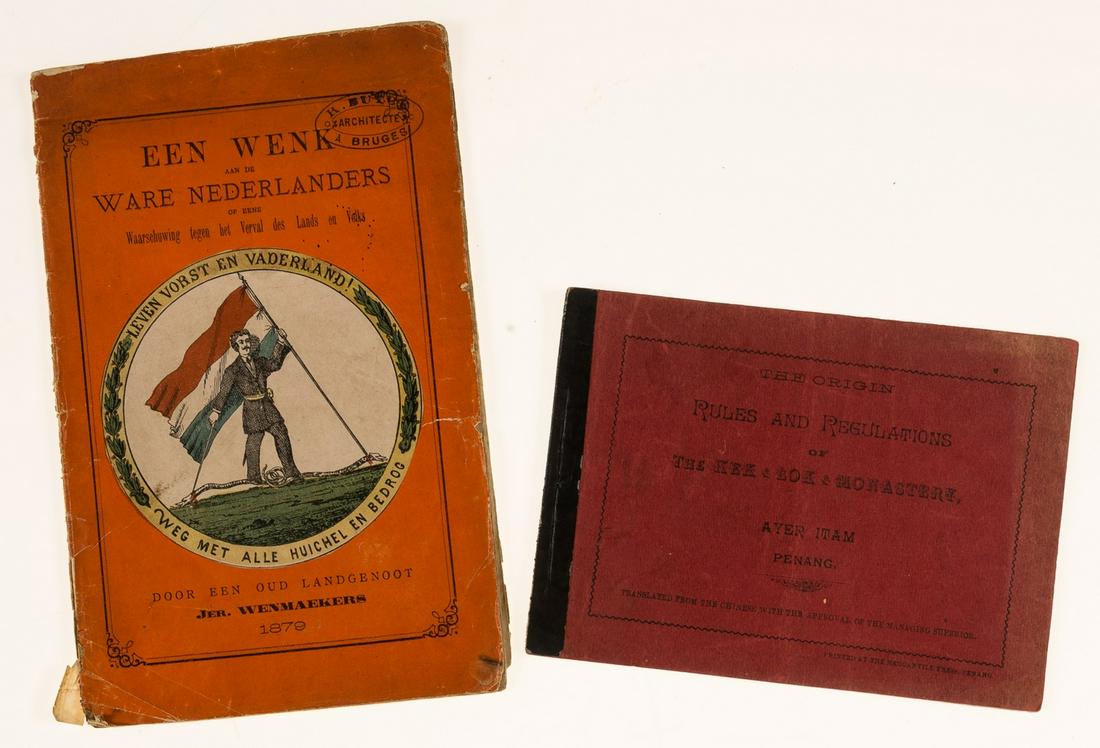 EEN WENK
AAN DE
WARE NEDERLANDERS
OF EENE
Waarschuwing tegen het Verval des Lands en Volks
ARCHITECTE
A BRUGES
LEVEN VORST EN VADERLAND!
WEG MET ALLE HUICHEL EN BEDROG
DOOR EEN OUD LANDGENOOT
JER. WENMAEKERS
1879
THE ORIGIN
RULES AND REGULATIONS
OF
THE KEK & LOK & MONASTERY,
AYER ITAM
PENANG.
TRANSLATED FROM THE CHINESE WITH THE APPROVAL OF THE MANAGING SUPERIOR.
PRINTED AT THE MERCANTILE PRESS, PENANG.